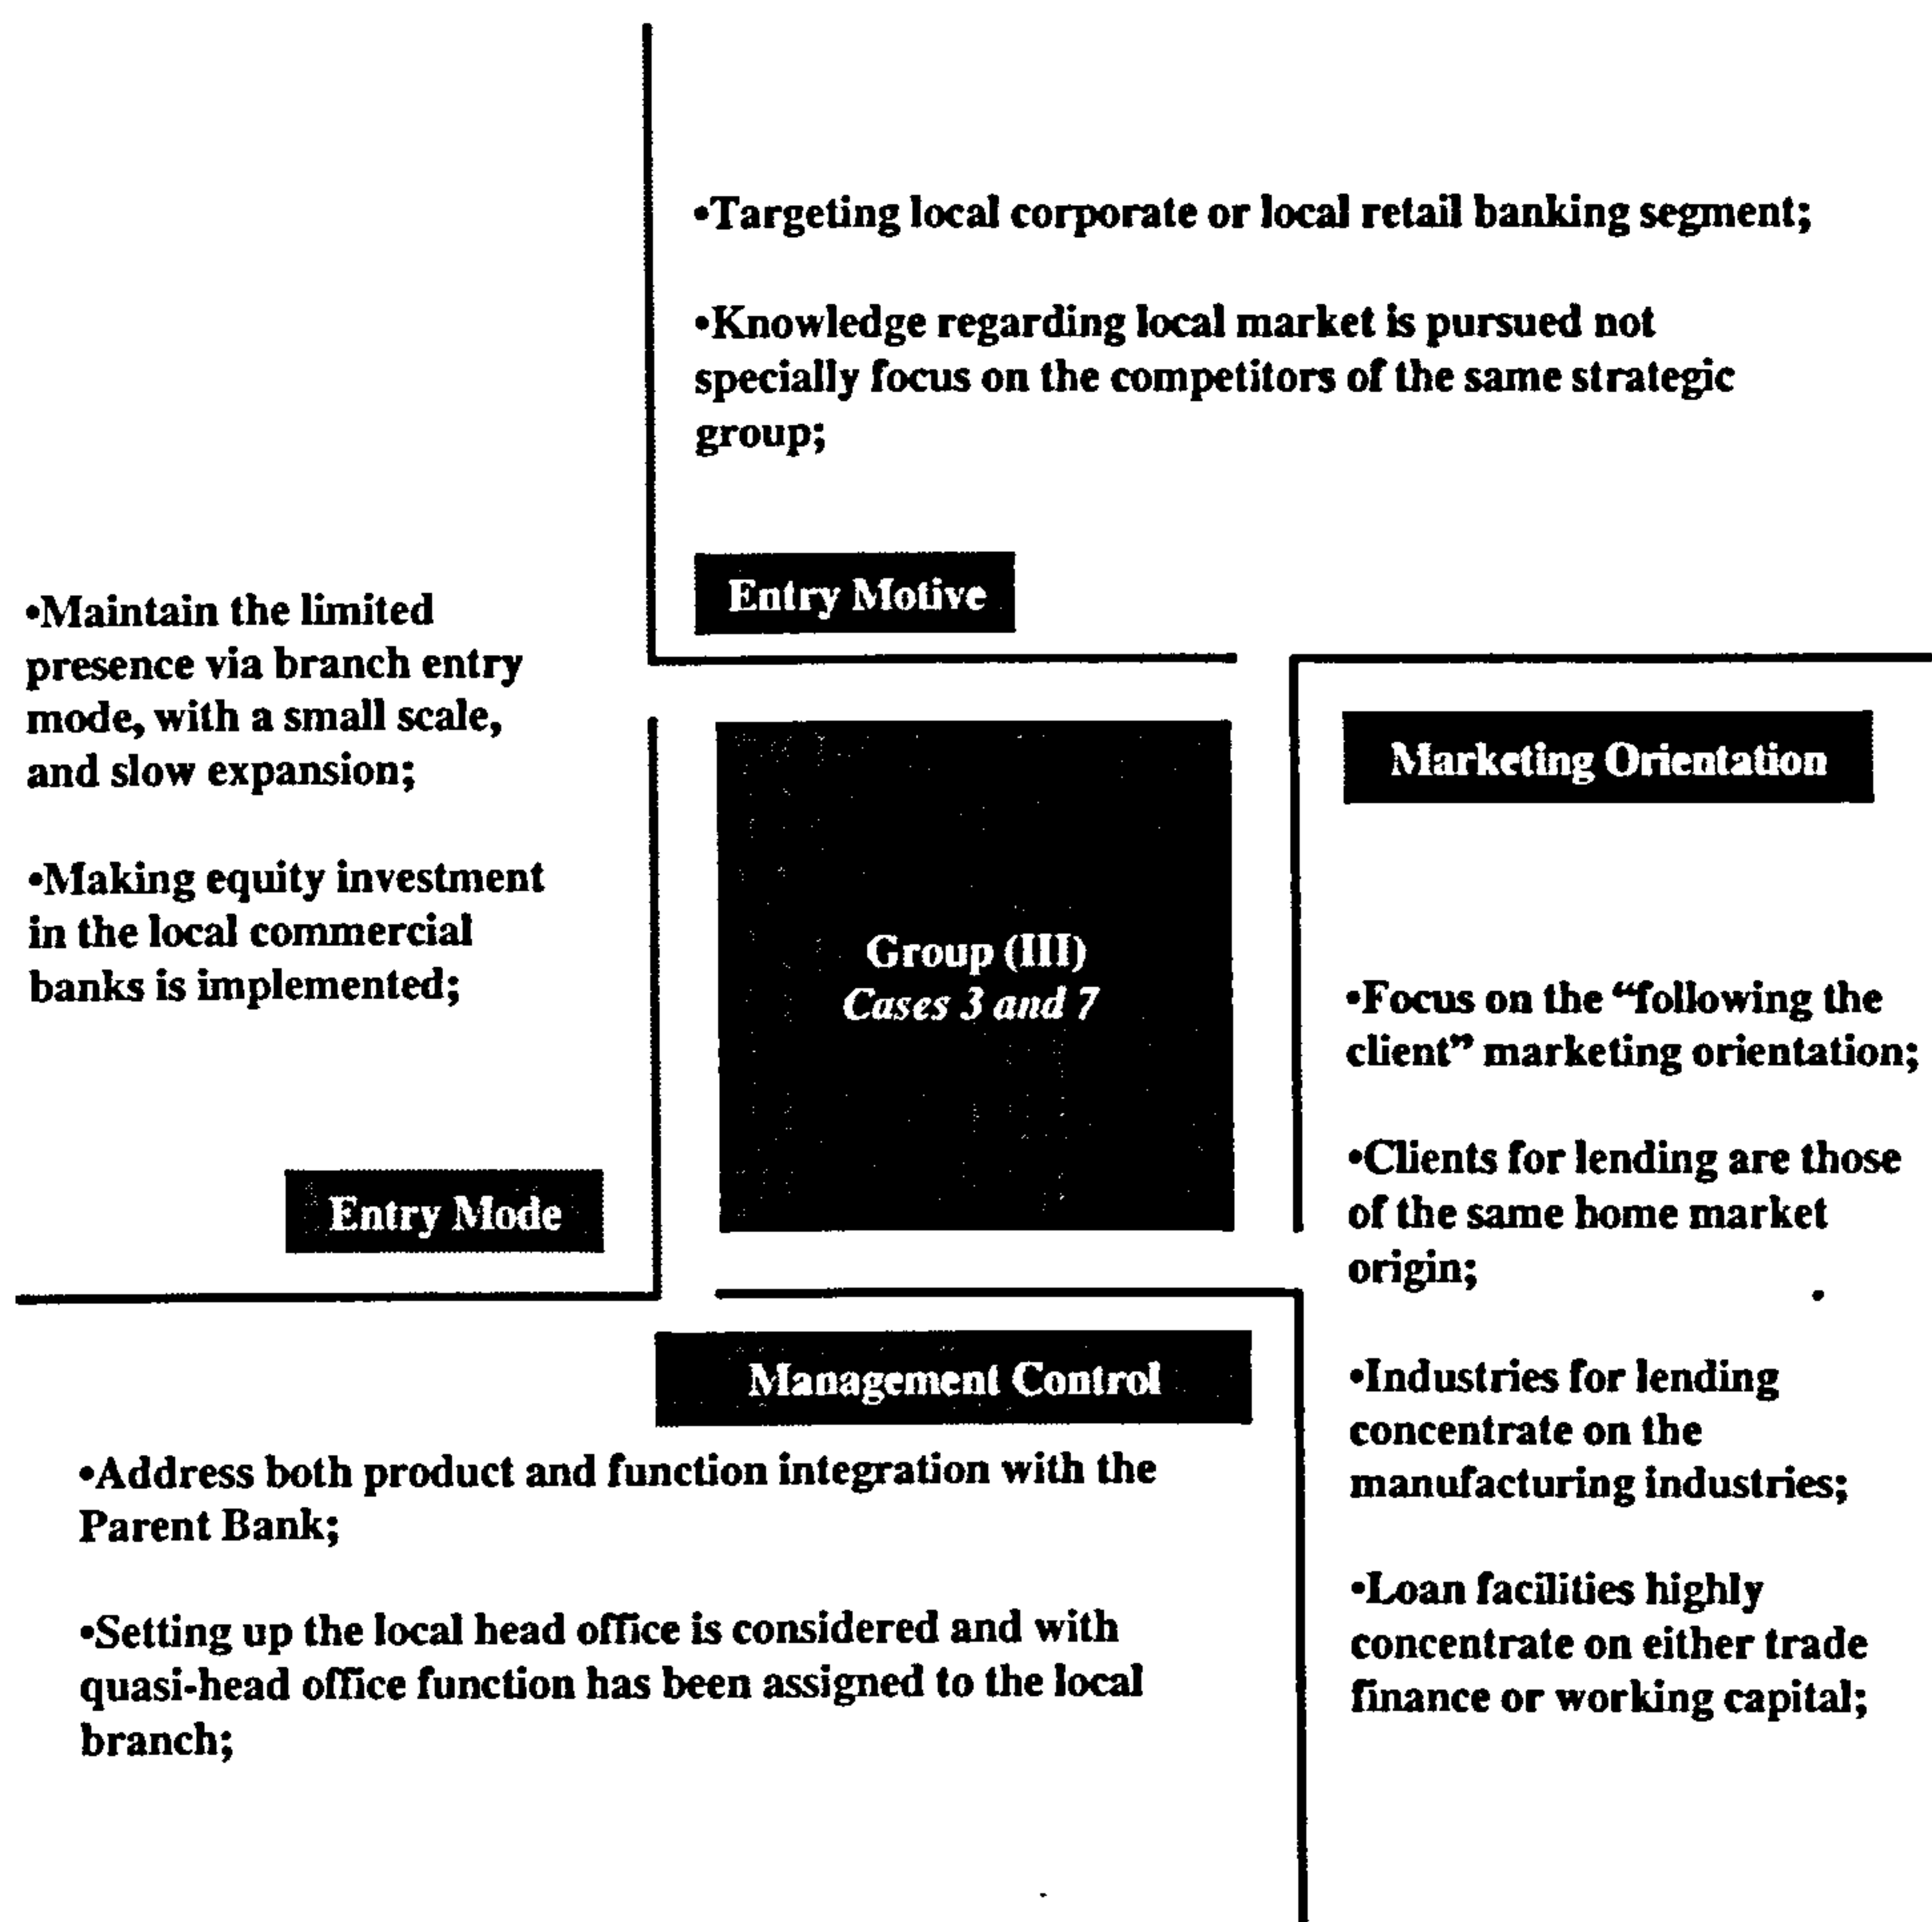 •Targeting local corporate or local retail banking segment;
•Knowledge regarding local market is pursued not
specially focus on the competitors of the same strategic
group;
Entry Motive
•Maintain the limited
presence via branch entry
mode, with a small scale,
and slow expansion;
•Making equity investment
in the local commercial
banks is implemented;
Entry Mode
Group (III)
Cases 3 and 7
Marketing Orientation
•Focus on the “following the
client” marketing orientation;
•Clients for lending are those
of the same home market
origin;
•Industries for lending
concentrate on the
manufacturing industries;
•Loan facilities highly
concentrate on either trade
finance or working capital;
Management Control
•Address both product and function integration with the
Parent Bank;
•Setting up the local head office is considered and with
quasi-head office function has been assigned to the local
branch;